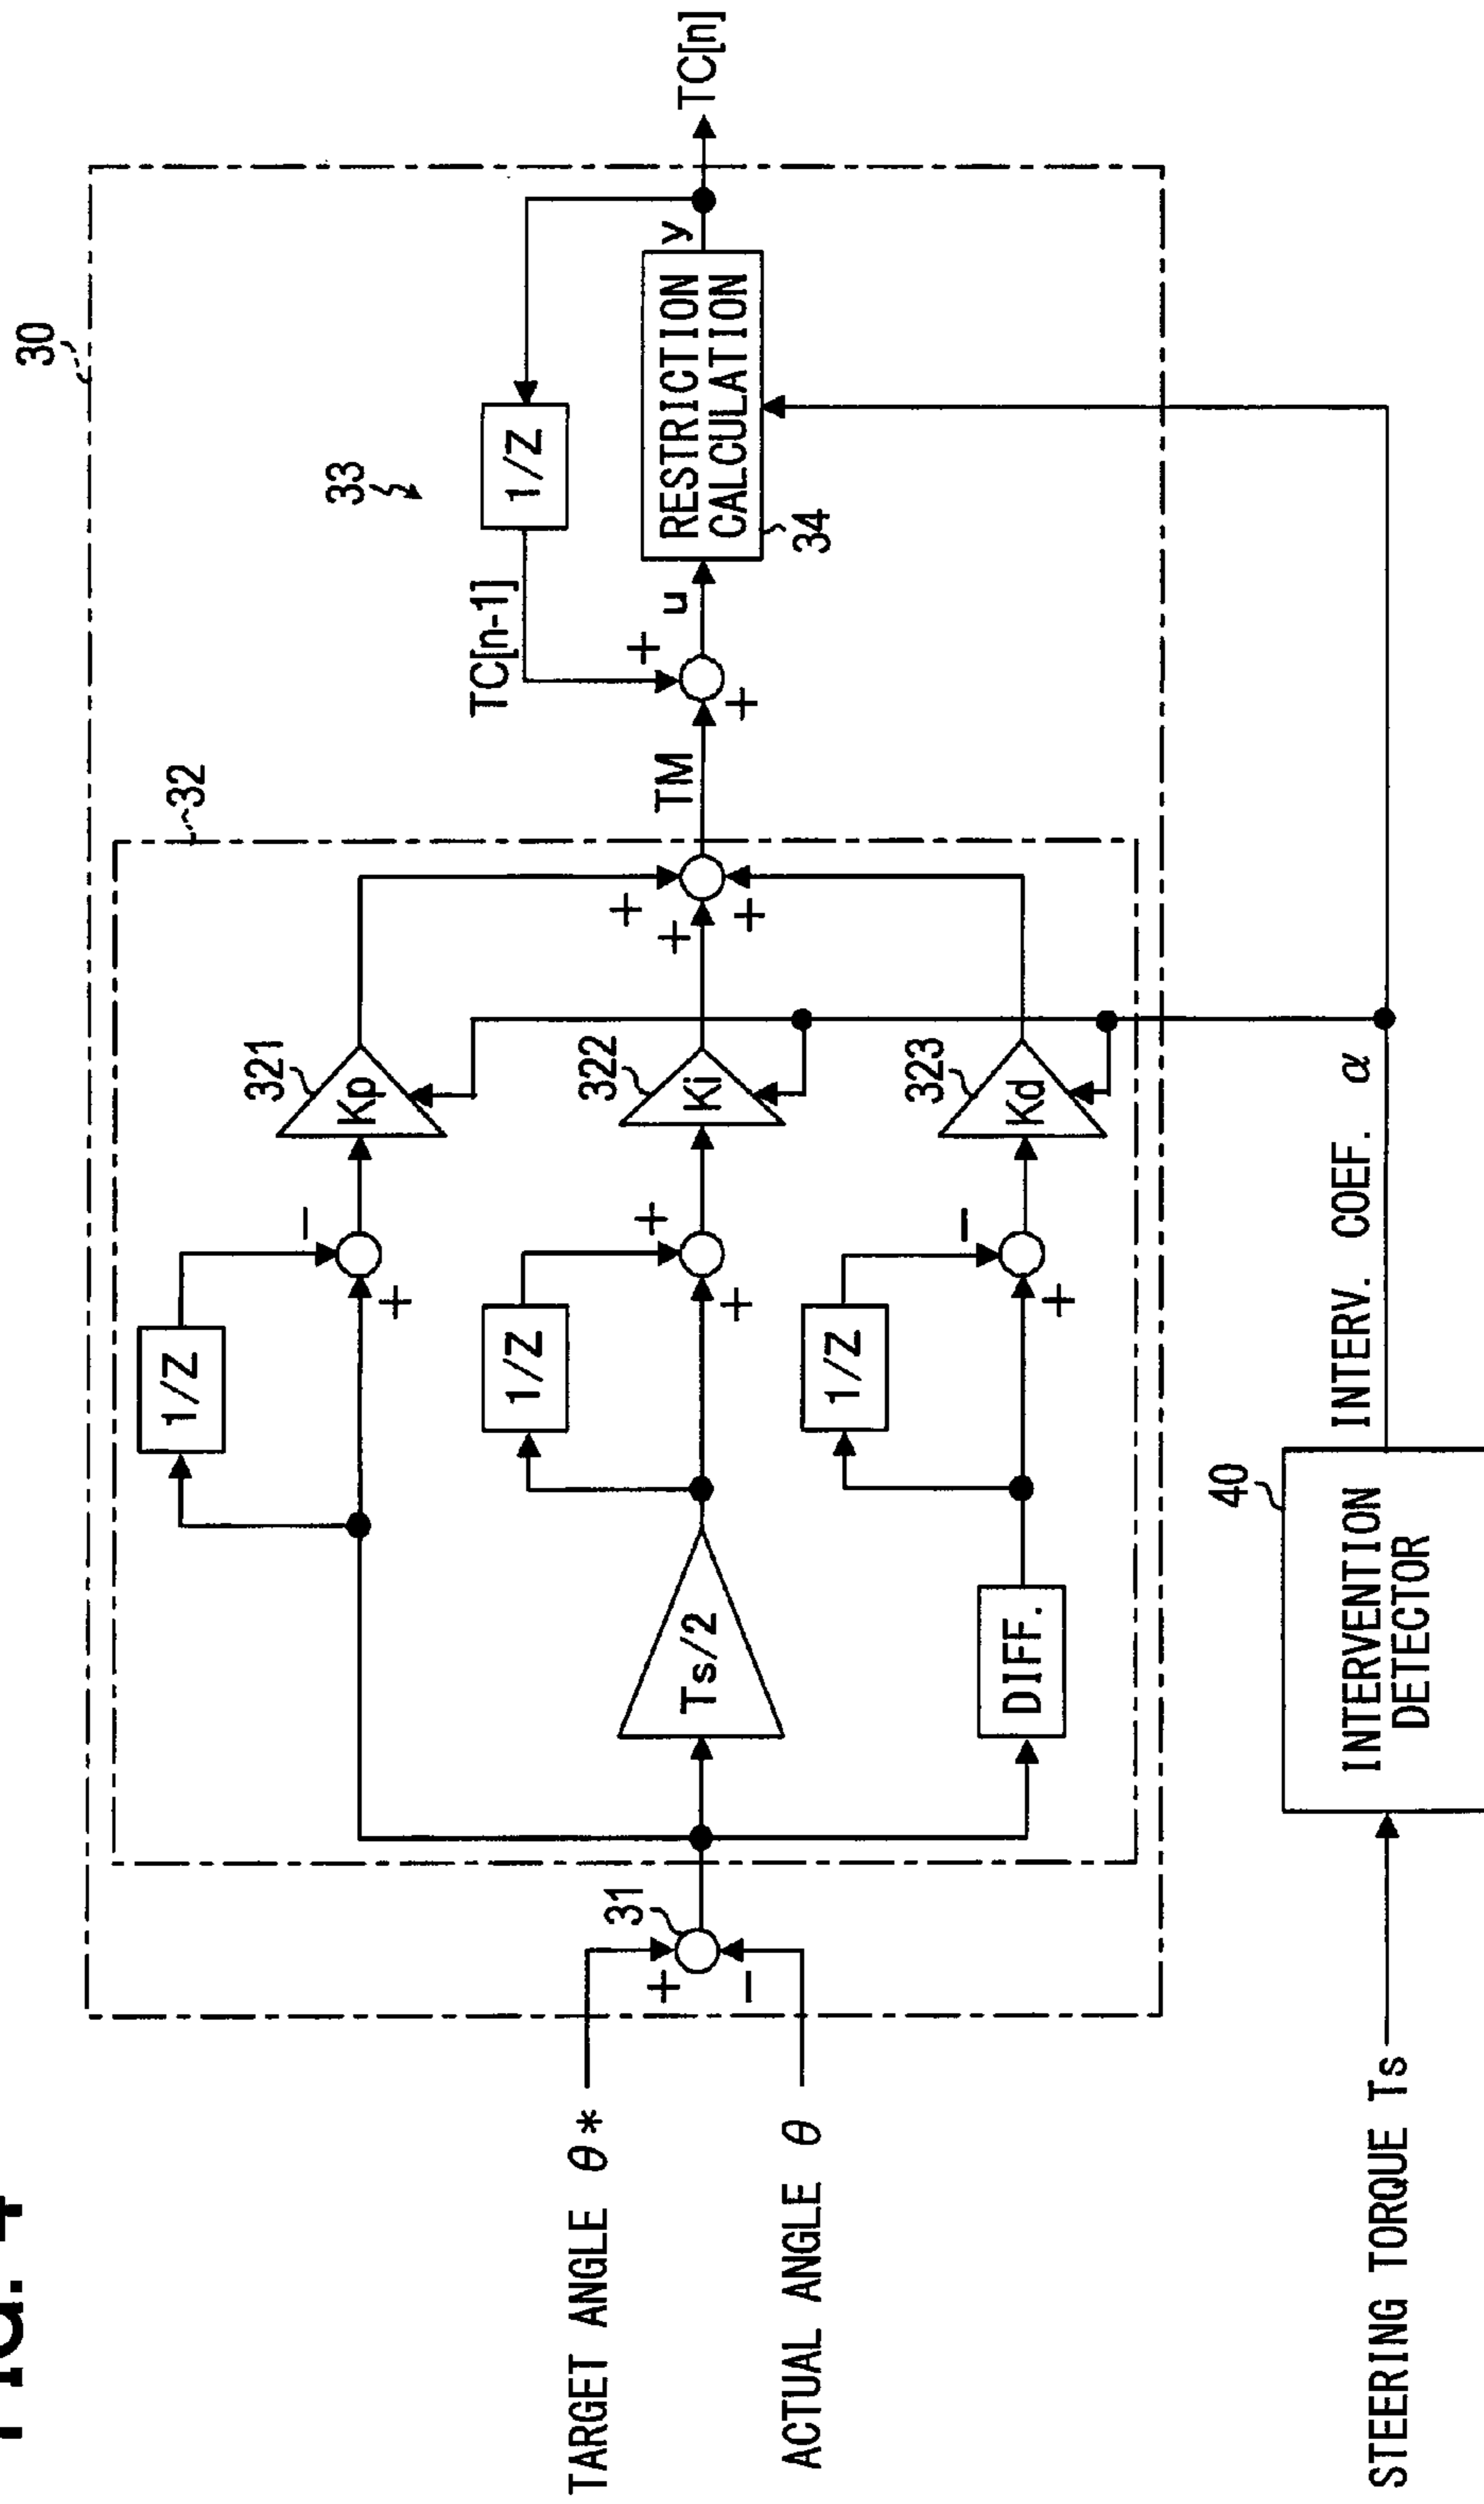 30
32
33
TC[n-1]
1/Z
1/Z
321
Kp
TARGET ANGLE θ*
31
Ts/2
1/Z
322
Ki
TM
u
RESTRICTION
CALCULATION
y
TC[n]
34
ACTUAL ANGLE θ
DIFF.
1/Z
323
Kd
+
−
−
+
+
+
−
+
+
+
+
+
+
40
INTERV. COEF. α
STEERING TORQUE Ts
INTERVENTION
DETECTOR